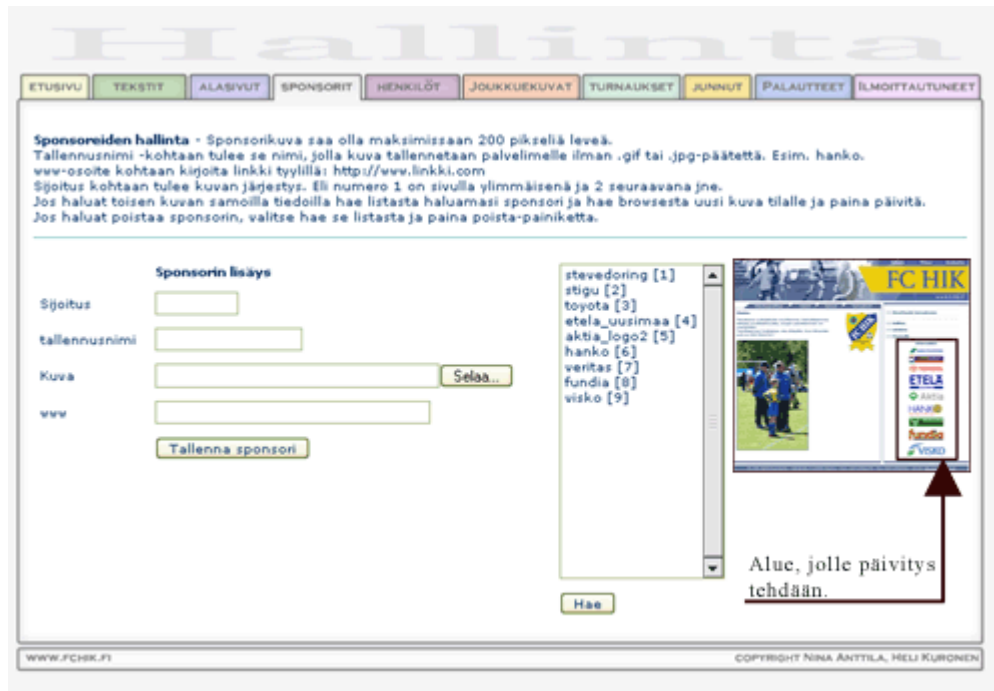 Hallinta
ETUSIVU TEKSTIT ALASIVUT SPONSORIT HENKILÖT JOUKKUEKUVAT TURNAUKSET JUNNUT PALAUTTEET ILMOITTAUTUNEET
Sponsoreiden hallinta - Sponsorikuva saa olla maksimissaan 200 pikseliä leveä.
Tallennusnimi -kohtaan tulee se nimi, jolla kuva tallennetaan palvelimelle ilman .gif tai .jpg-päätettä. Esim. hanko.
www-osoite kohtaan kirjoita linkki tyylillä: http://www.linkki.com
Sijoitus kohtaan tulee kuvan järjestys. Eli numero 1 on sivulla ylimmäisenä ja 2 seuraavana jne.
Jos haluat toisen kuvan samoilla tiedoilla hae listasta haluamasi sponsori ja hae browsesta uusi kuva tilalle ja paina päivitä.
Jos haluat poistaa sponsorin, valitse hae se listasta ja paina poista-painiketta.
Sponsorin lisäys
Sijoitus
tallennusnimi
Kuva
Selaa...
www
Tallenna sponsori
stevedoring [1]
stigu [2]
toyota [3]
etela_uusimaa [4]
aktia_logo2 [5]
hanko [6]
veritas [7]
fundia [8]
visko [9]
Hae
FC HIK
FC HIK
ETELÄ
Aktia
HANKO
fundia
VISKO
Alue, jolle päivitys
tehdään.
WWW.FCHIK.FI
COPYRIGHT NINA ANTTILA, HELI KURONEN